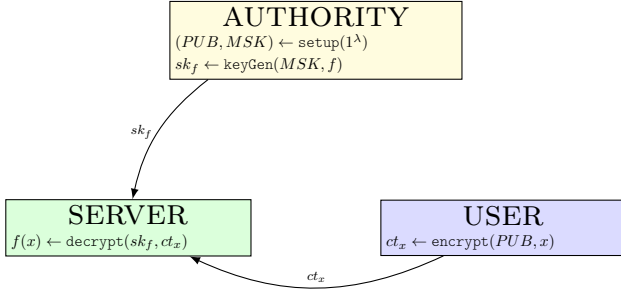 AUTHORITY
(PUB, MSK) ← setup(1^λ)
sk_f ← keyGen(MSK, f)
sk_f
SERVER
f(x) ← decrypt(sk_f, ct_x)
USER
ct_x ← encrypt(PUB, x)
ct_x